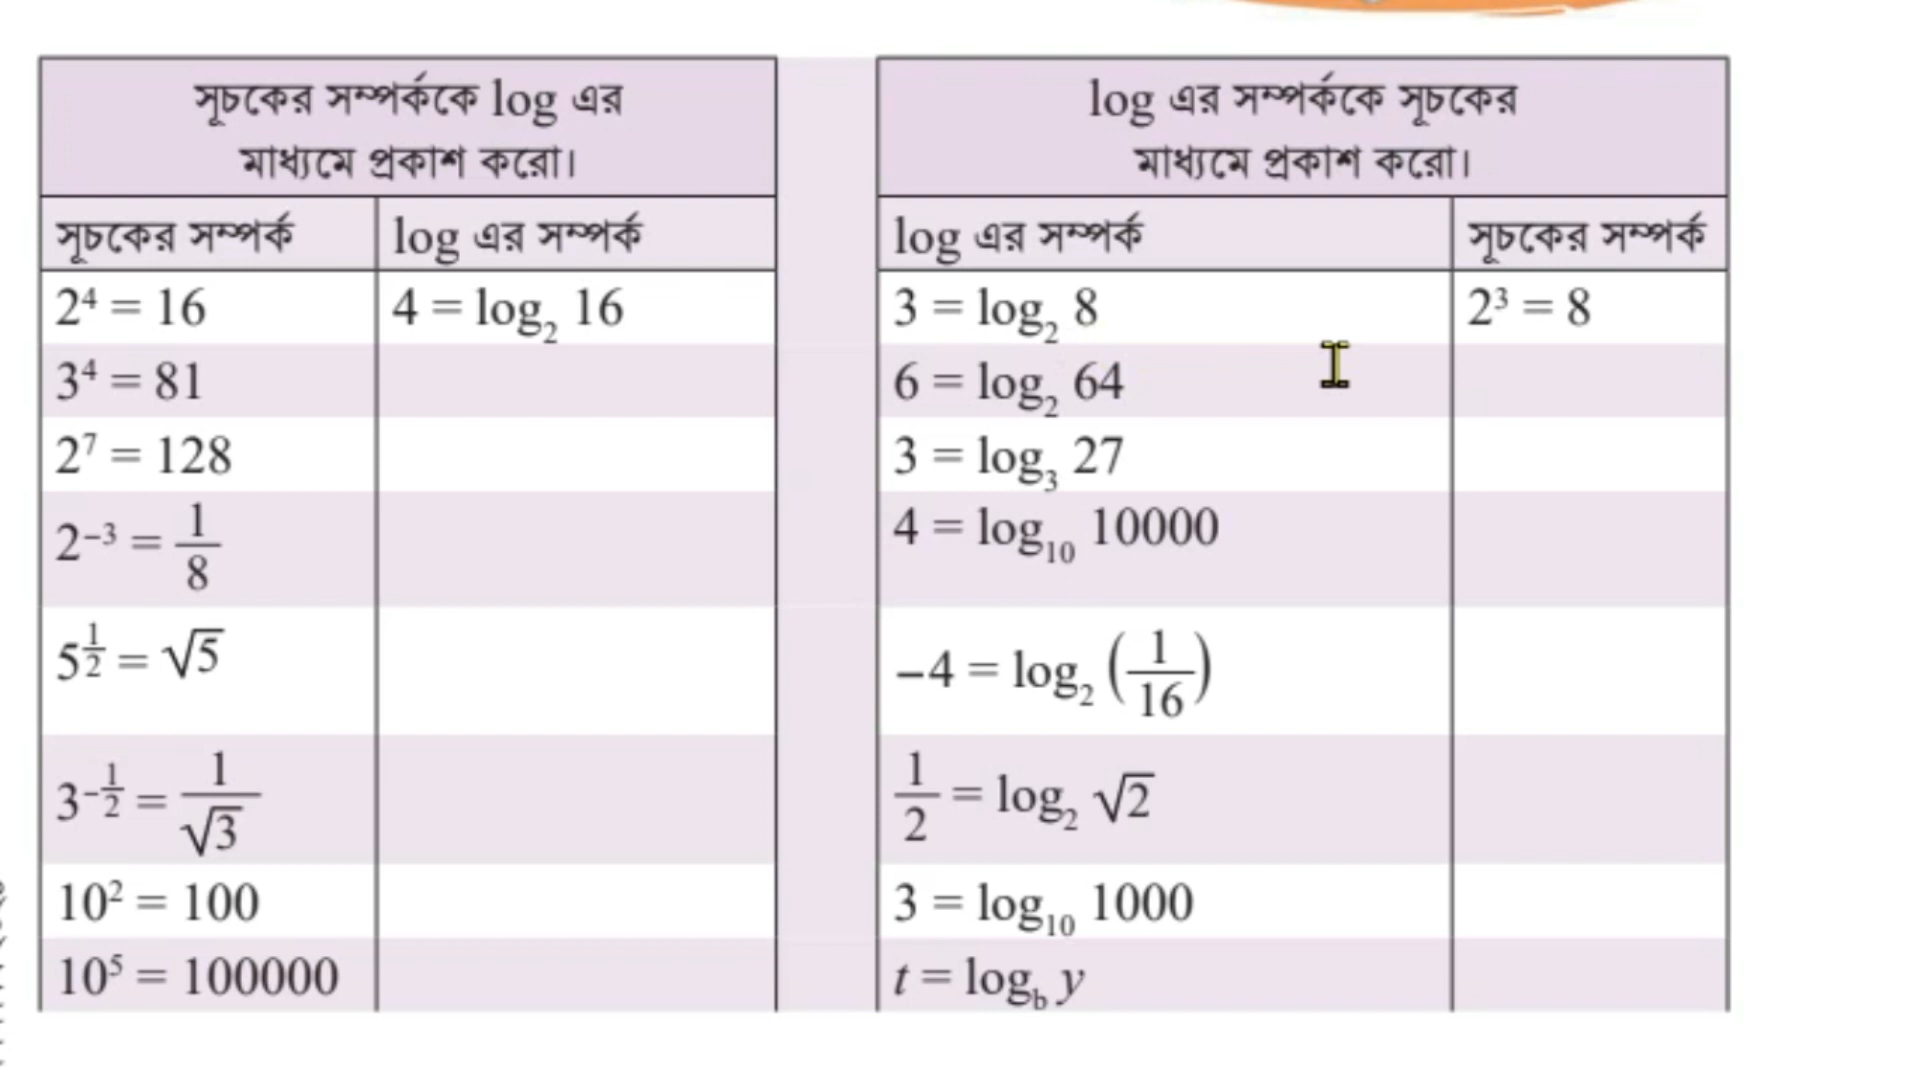 সূচকের সম্পর্ককে log এর
মাধ্যমে প্রকাশ করো।
সূচকের সম্পর্ক log এর সম্পর্ক
2⁴ = 16 4 = log₂ 16
3⁴ = 81
2⁷ = 128
2⁻³ = 1/8
5^(1/2) = √5
3^(-1/2) = 1/√3
10² = 100
10⁵ = 100000
log এর সম্পর্ককে সূচকের
মাধ্যমে প্রকাশ করো।
log এর সম্পর্ক সূচকের সম্পর্ক
3 = log₂ 8 2³ = 8
6 = log₂ 64
3 = log₃ 27
4 = log₁₀ 10000
−4 = log₂ (1/16)
1/2 = log₂ √2
3 = log₁₀ 1000
t = log_b y